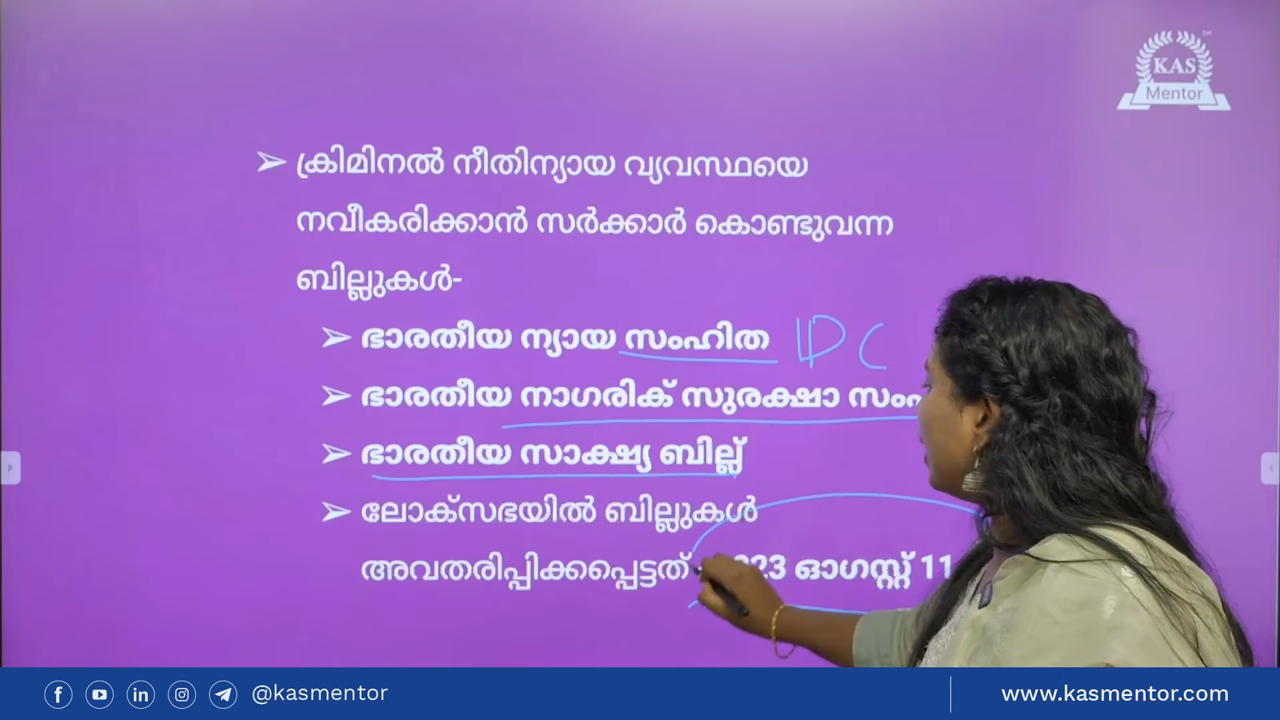 KAS
Mentor
ക്രിമിനൽ നീതിന്യായ വ്യവസ്ഥയെ
നവീകരിക്കാൻ സർക്കാർ കൊണ്ടുവന്ന
ബില്ലുകൾ-
ഭാരതീയ ന്യായ സംഹിത IPC
ഭാരതീയ നാഗരിക് സുരക്ഷാ
ഭാരതീയ സാക്ഷ്യ ബില്ല്
ലോക്സഭയിൽ ബില്ലുകൾ
അവതരിപ്പിക്കപ്പെട്ടത് ഓഗസ്റ്റ് 11
@kasmentor
www.kasmentor.com